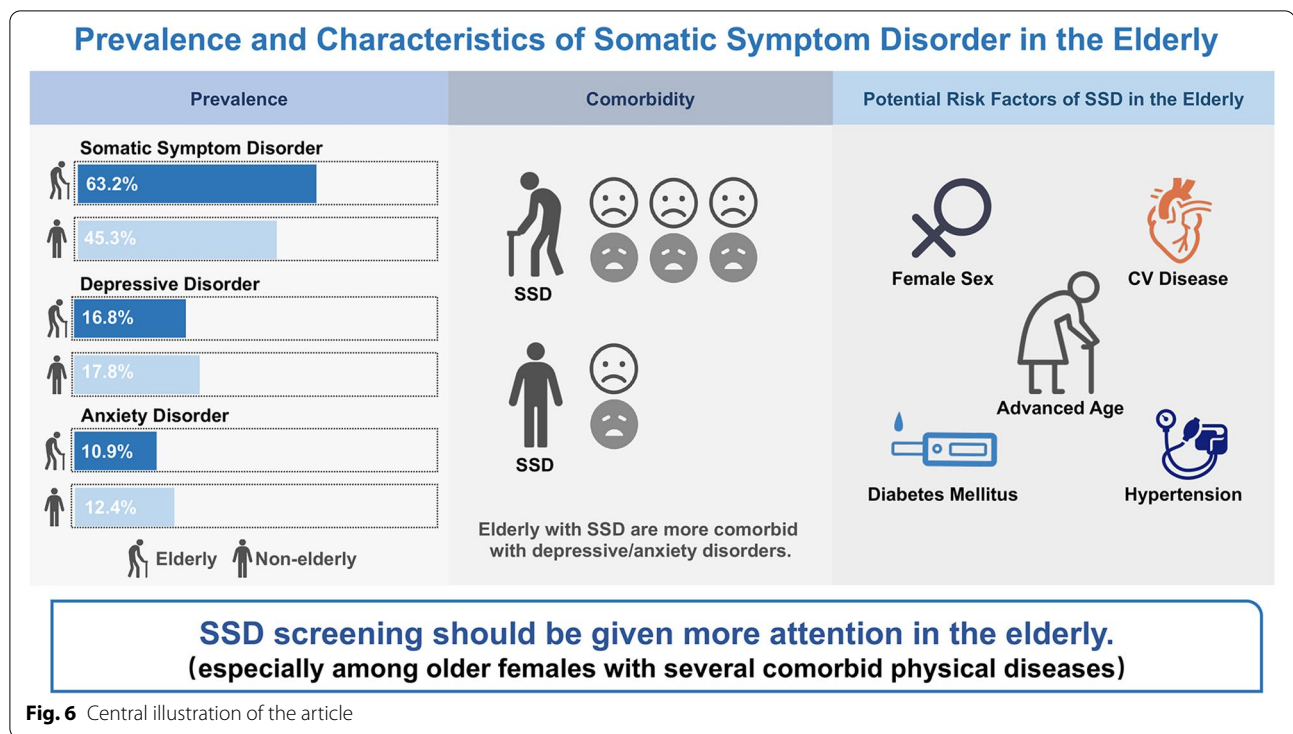 Prevalence and Characteristics of Somatic Symptom Disorder in the Elderly
Prevalence
Somatic Symptom Disorder
63.2%
45.3%
Depressive Disorder
16.8%
17.8%
Anxiety Disorder
10.9%
12.4%
Elderly
Non-elderly
Comorbidity
SSD
SSD
Elderly with SSD are more comorbid
with depressive/anxiety disorders.
Potential Risk Factors of SSD in the Elderly
Female Sex
CV Disease
Advanced Age
Diabetes Mellitus
Hypertension
SSD screening should be given more attention in the elderly.
(especially among older females with several comorbid physical diseases)
Fig. 6 Central illustration of the article